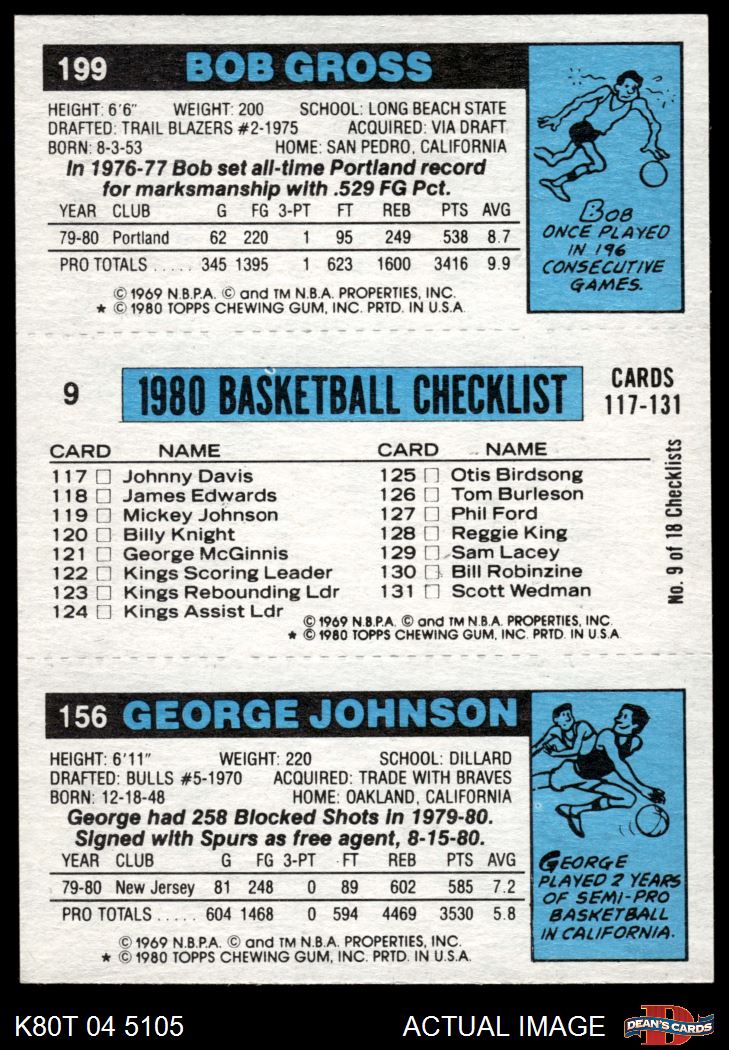 199 BOB GROSS
HEIGHT: 6'6" WEIGHT: 200 SCHOOL: LONG BEACH STATE
DRAFTED: TRAIL BLAZERS #2-1975 ACQUIRED: VIA DRAFT
BORN: 8-3-53 HOME: SAN PEDRO, CALIFORNIA
In 1976-77 Bob set all-time Portland record
for marksmanship with .529 FG Pct.
YEAR CLUB G FG 3-PT FT REB PTS AVG
79-80 Portland 62 220 1 95 249 538 8.7
PRO TOTALS ..... 345 1395 1 623 1600 3416 9.9
© 1969 N.B.P.A. © and TM N.B.A. PROPERTIES, INC.
* © 1980 TOPPS CHEWING GUM, INC. PRTD. IN U.S.A.
BOB
ONCE PLAYED
IN 196
CONSECUTIVE
GAMES.
9 1980 BASKETBALL CHECKLIST CARDS
117-131
CARD NAME
117 Johnny Davis
118 James Edwards
119 Mickey Johnson
120 Billy Knight
121 George McGinnis
122 Kings Scoring Leader
123 Kings Rebounding Ldr
124 Kings Assist Ldr
CARD NAME
125 Otis Birdsong
126 Tom Burleson
127 Phil Ford
128 Reggie King
129 Sam Lacey
130 Bill Robinzine
131 Scott Wedman
No. 9 of 18 Checklists
© 1969 N.B.P.A. © and TM N.B.A. PROPERTIES, INC.
* © 1980 TOPPS CHEWING GUM, INC. PRTD. IN U.S.A.
156 GEORGE JOHNSON
HEIGHT: 6'11" WEIGHT: 220 SCHOOL: DILLARD
DRAFTED: BULLS #5-1970 ACQUIRED: TRADE WITH BRAVES
BORN: 12-18-48 HOME: OAKLAND, CALIFORNIA
George had 258 Blocked Shots in 1979-80.
Signed with Spurs as free agent, 8-15-80.
YEAR CLUB G FG 3-PT FT REB PTS AVG
79-80 New Jersey 81 248 0 89 602 585 7.2
PRO TOTALS ..... 604 1468 0 594 4469 3530 5.8
© 1969 N.B.P.A. © and TM N.B.A. PROPERTIES, INC.
* © 1980 TOPPS CHEWING GUM, INC. PRTD. IN U.S.A.
GEORGE
PLAYED 2 YEARS
OF SEMI-PRO
BASKETBALL
IN CALIFORNIA.
K80T 04 5105 ACTUAL IMAGE D DEAN'S CARDS